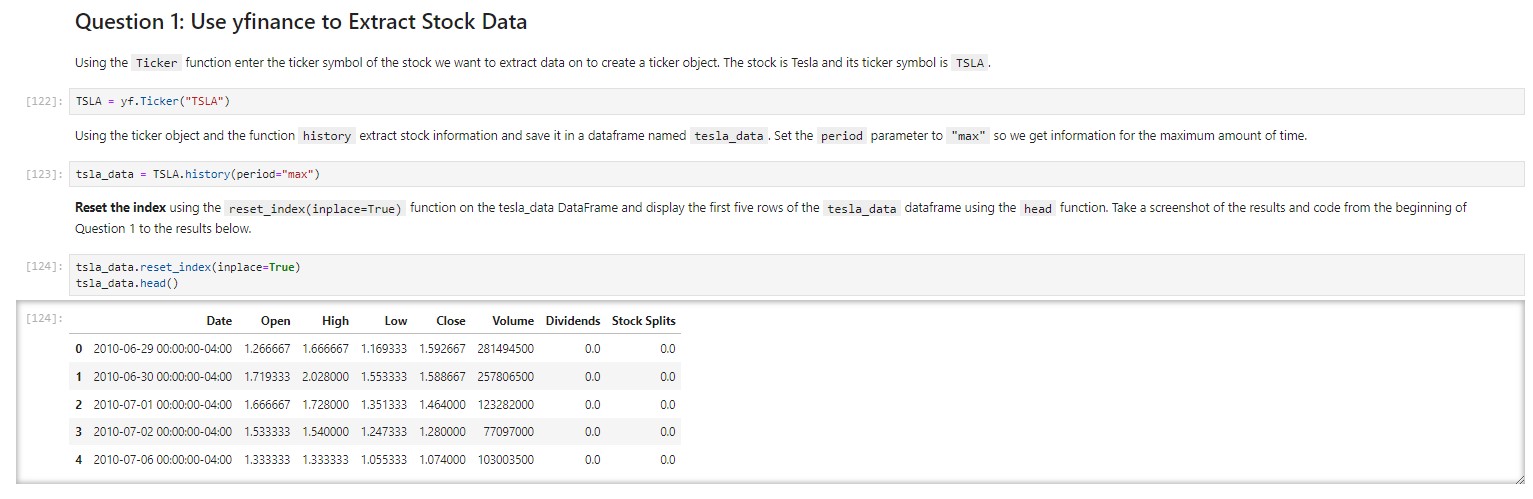 Question 1: Use yfinance to Extract Stock Data
Using the Ticker function enter the ticker symbol of the stock we want to extract data on to create a ticker object. The stock is Tesla and its ticker symbol is TSLA.
[122]: TSLA = yf.Ticker("TSLA")
Using the ticker object and the function history extract stock information and save it in a dataframe named tesla_data. Set the period parameter to "max" so we get information for the maximum amount of time.
[123]: tsla_data = TSLA.history(period="max")
Reset the index using the reset_index(inplace=True) function on the tesla_data DataFrame and display the first five rows of the tesla_data dataframe using the head function. Take a screenshot of the results and code from the beginning of
Question 1 to the results below.
[124]: tsla_data.reset_index(inplace=True)
tsla_data.head()
[124]: Date Open High Low Close Volume Dividends Stock Splits
0 2010-06-29 00:00:00-04:00 1.266667 1.666667 1.169333 1.592667 281494500 0.0 0.0
1 2010-06-30 00:00:00-04:00 1.719333 2.028000 1.553333 1.588667 257806500 0.0 0.0
2 2010-07-01 00:00:00-04:00 1.666667 1.728000 1.351333 1.464000 123282000 0.0 0.0
3 2010-07-02 00:00:00-04:00 1.533333 1.540000 1.247333 1.280000 77097000 0.0 0.0
4 2010-07-06 00:00:00-04:00 1.333333 1.333333 1.055333 1.074000 103003500 0.0 0.0